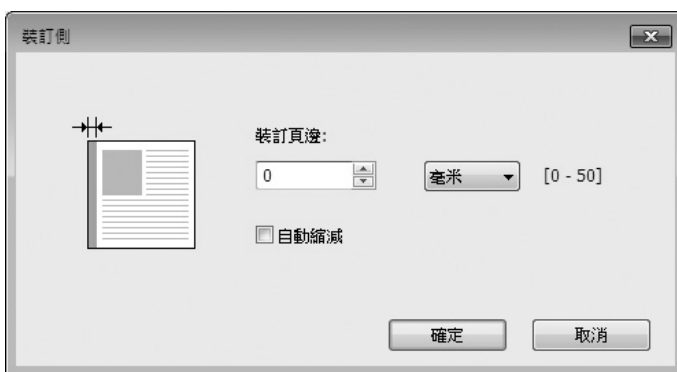 裝訂側
裝訂頁邊:
0 毫米 [0 - 50]
自動縮減
確定 取消